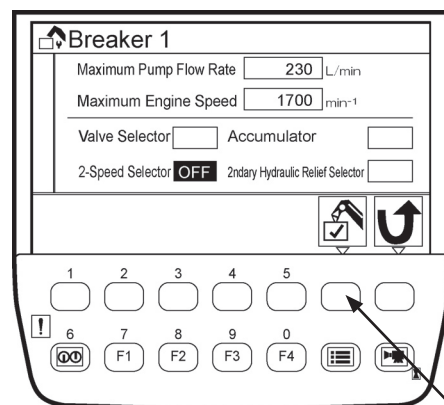 Breaker 1
Maximum Pump Flow Rate 230 L/min
Maximum Engine Speed 1700 min-1
Valve Selector Accumulator
2-Speed Selector OFF 2ndary Hydraulic Relief Selector
1 2 3 4 5
! 6 7 8 9 0
F1 F2 F3 F4